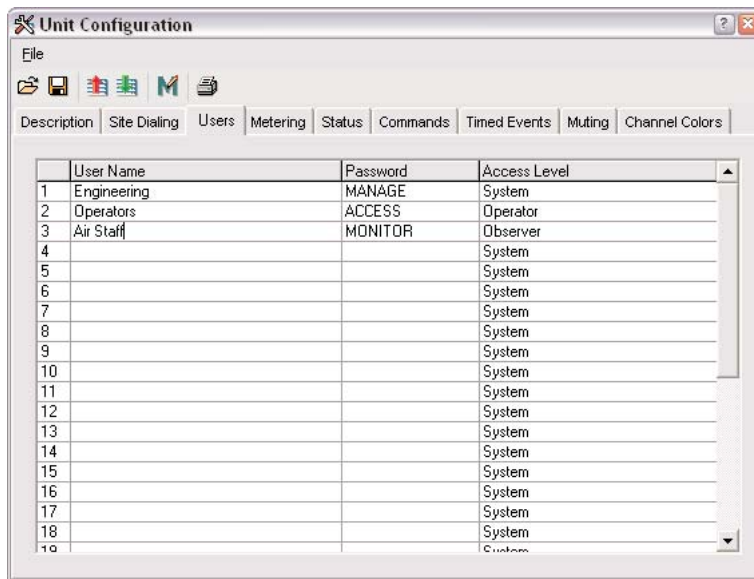 Unit Configuration
File
Description Site Dialing Users Metering Status Commands Timed Events Muting Channel Colors
User Name Password Access Level
1 Engineering MANAGE System
2 Operators ACCESS Operator
3 Air Staff MONITOR Observer
4 System
5 System
6 System
7 System
8 System
9 System
10 System
11 System
12 System
13 System
14 System
15 System
16 System
17 System
18 System
19 System